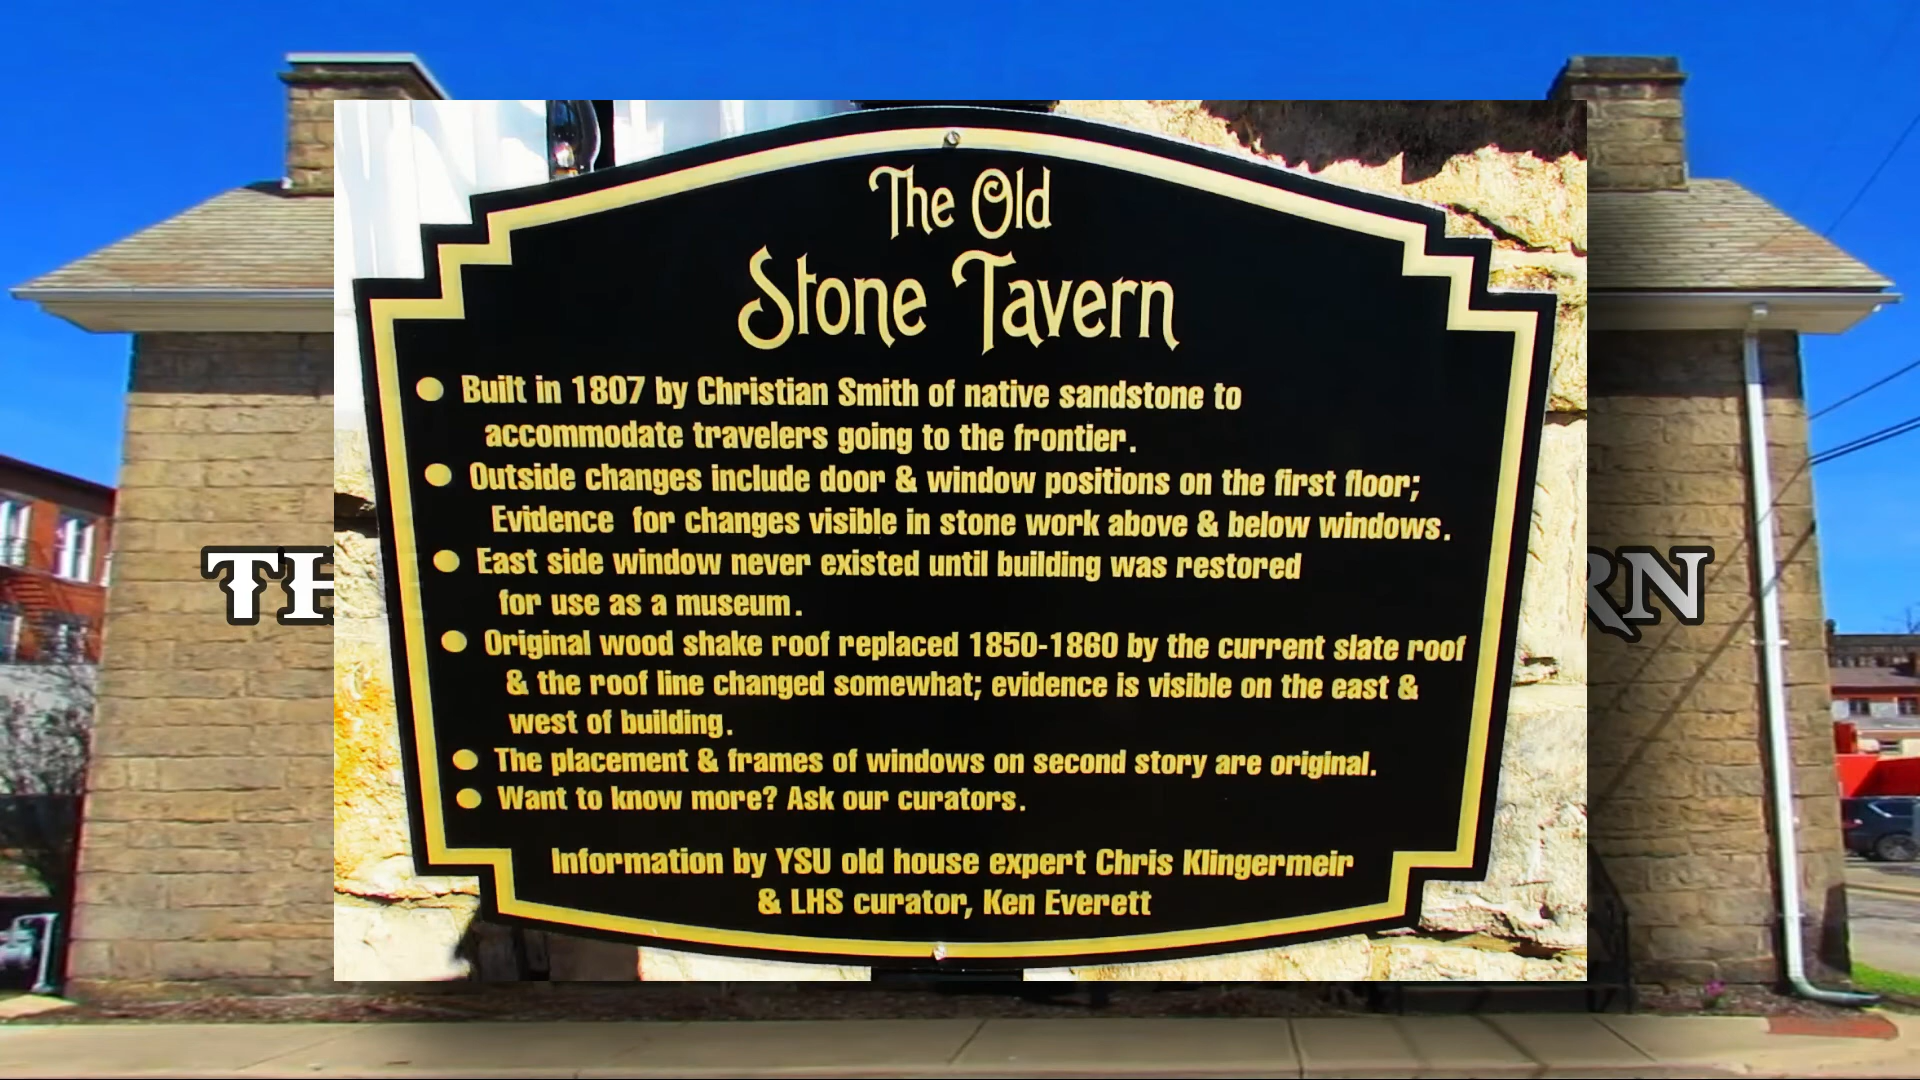 The Old
Stone Tavern
Built in 1807 by Christian Smith of native sandstone to
accommodate travelers going to the frontier.
Outside changes include door & window positions on the first floor;
Evidence for changes visible in stone work above & below windows.
East side window never existed until building was restored
for use as a museum.
Original wood shake roof replaced 1850-1860 by the current slate roof
& the roof line changed somewhat; evidence is visible on the east &
west of building.
The placement & frames of windows on second story are original.
Want to know more? Ask our curators.
Information by YSU old house expert Chris Klingermeir
& LHS curator, Ken Everett